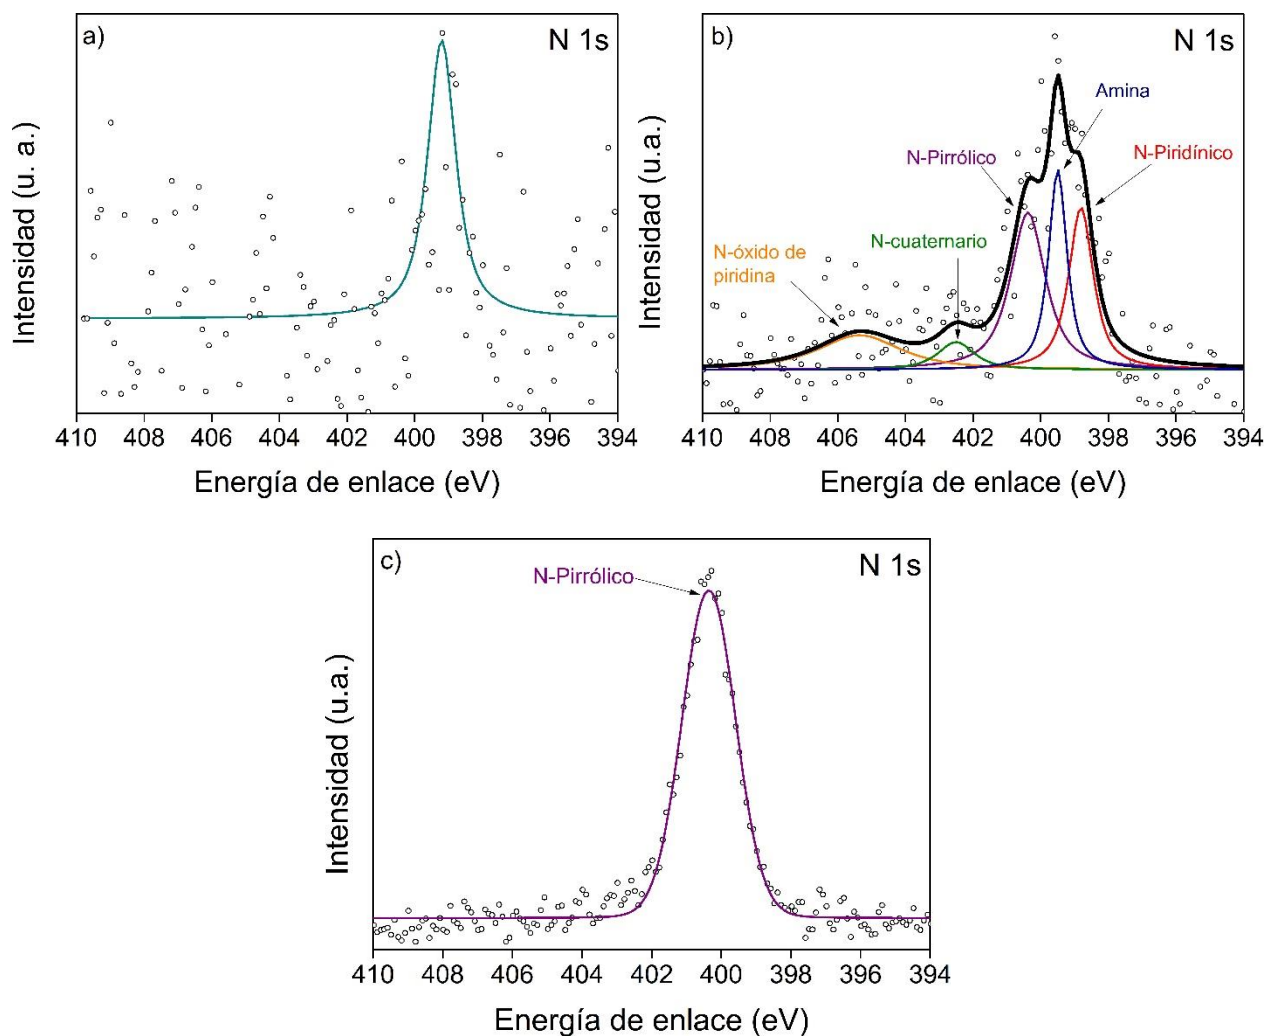 a)
N 1s
Intensidad (u. a.)
410 408 406 404 402 400 398 396 394
Energía de enlace (eV)
b)
N 1s
Amina
N-Pirrólico
N-Piridínico
N-cuaternario
N-óxido de
piridina
Intensidad (u.a.)
410 408 406 404 402 400 398 396 394
Energía de enlace (eV)
c)
N 1s
N-Pirrólico
Intensidad (u.a.)
410 408 406 404 402 400 398 396 394
Energía de enlace (eV)